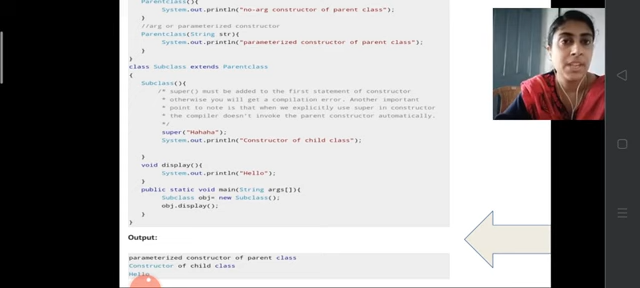 Parentclass(){
System.out.println("no-arg constructor of parent class");
}
//arg or parameterized constructor
Parentclass(String str){
System.out.println("parameterized constructor of parent class");
}
}
class Subclass extends Parentclass
{
Subclass(){
/* super() must be added to the first statement of constructor
* otherwise you will get a compilation error. Another important
* point to note is that when we explicitly use super in constructor
* the compiler doesn't invoke the parent constructor automatically.
*/
super("Hahaha");
System.out.println("Constructor of child class");
}
void display(){
System.out.println("Hello");
}
public static void main(String args[]){
Subclass obj= new Subclass();
obj.display();
}
}
Output:
parameterized constructor of parent class
Constructor of child class
Hello